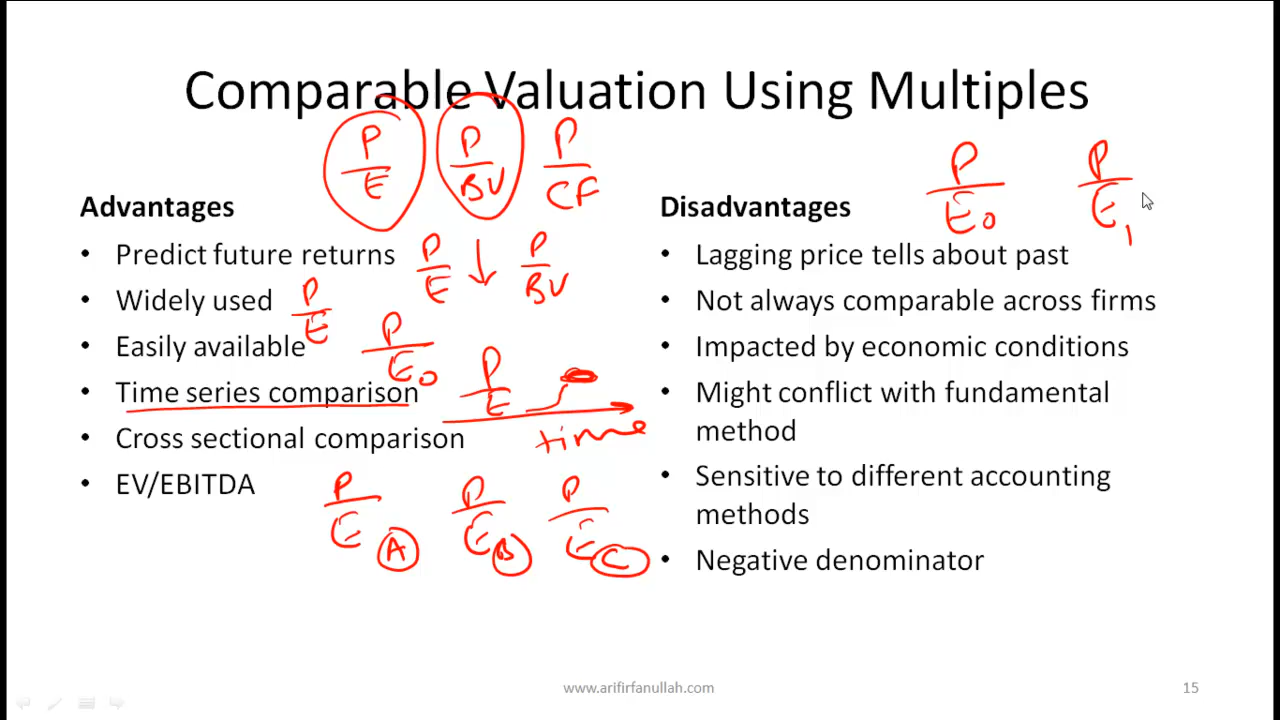 Comparable Valuation Using Multiples
P/E P/BV P/CF
P/E0 P/E1
Advantages
• Predict future returns P/E ↓ P/BV
• Widely used P/E
• Easily available P/E0
• Time series comparison P/E
time
• Cross sectional comparison
• EV/EBITDA
P/E A P/E B P/E C
Disadvantages
• Lagging price tells about past
• Not always comparable across firms
• Impacted by economic conditions
• Might conflict with fundamental
method
• Sensitive to different accounting
methods
• Negative denominator
www.arifirfanullah.com
15